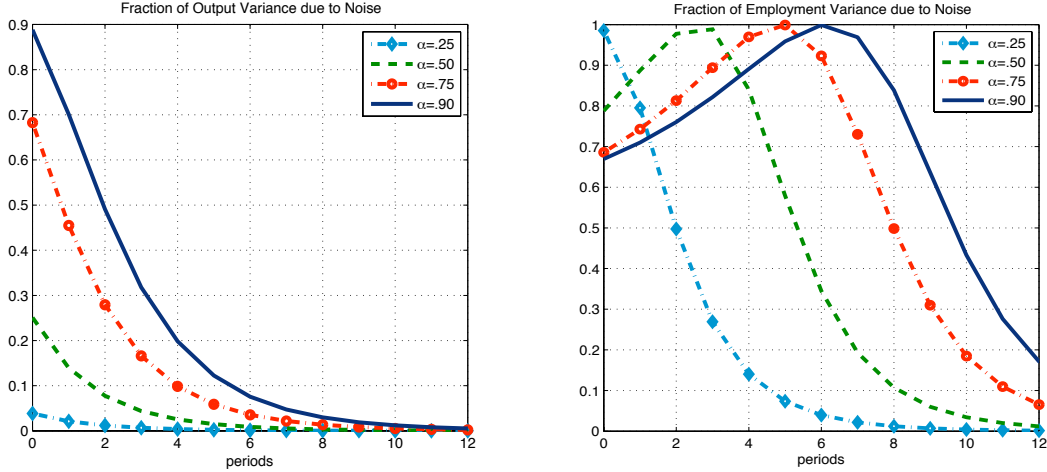 Fraction of Output Variance due to Noise
0.9
0.8
0.7
0.6
0.5
0.4
0.3
0.2
0.1
0
0 2 4 6 8 10 12
periods
α=.25
α=.50
α=.75
α=.90
Fraction of Employment Variance due to Noise
1
0.9
0.8
0.7
0.6
0.5
0.4
0.3
0.2
0.1
0
0 2 4 6 8 10 12
periods
α=.25
α=.50
α=.75
α=.90